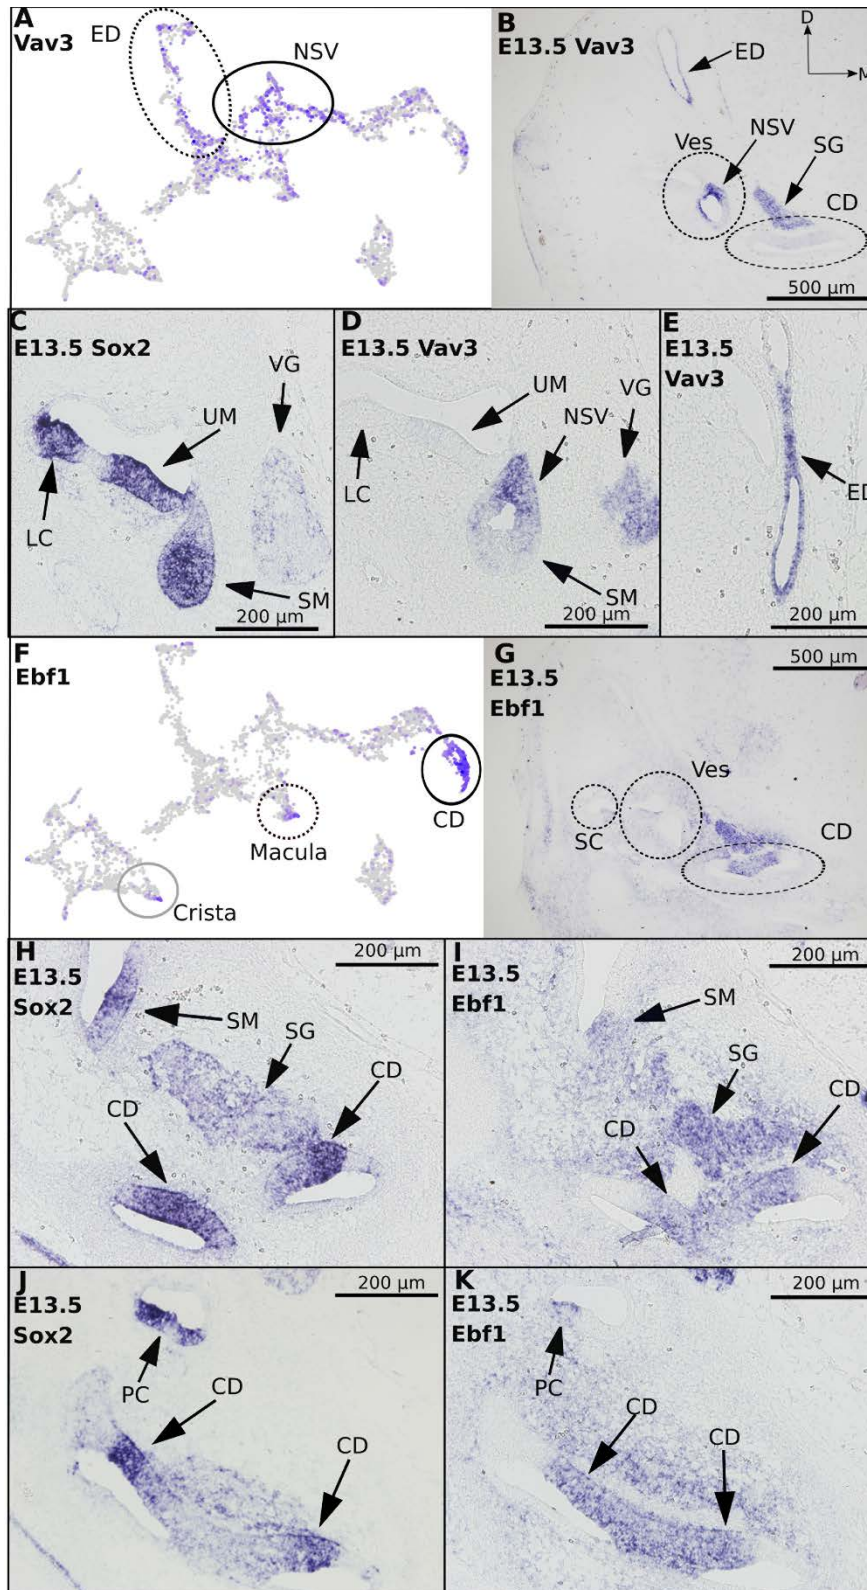 A
Vav3
ED
NSV
B
E13.5 Vav3
D
M
ED
Ves
NSV
SG
CD
500 µm
C
E13.5 Sox2
VG
UM
LC
SM
200 µm
D
E13.5 Vav3
UM
NSV
VG
LC
SM
200 µm
E
E13.5
Vav3
ED
200 µm
F
Ebf1
Macula
CD
Crista
G
E13.5
Ebf1
500 µm
Ves
SC
CD
H
E13.5
Sox2
200 µm
SM
SG
CD
CD
I
E13.5
Ebf1
200 µm
SM
SG
CD
CD
J
E13.5
Sox2
200 µm
PC
CD
CD
K
E13.5
Ebf1
200 µm
PC
CD
CD